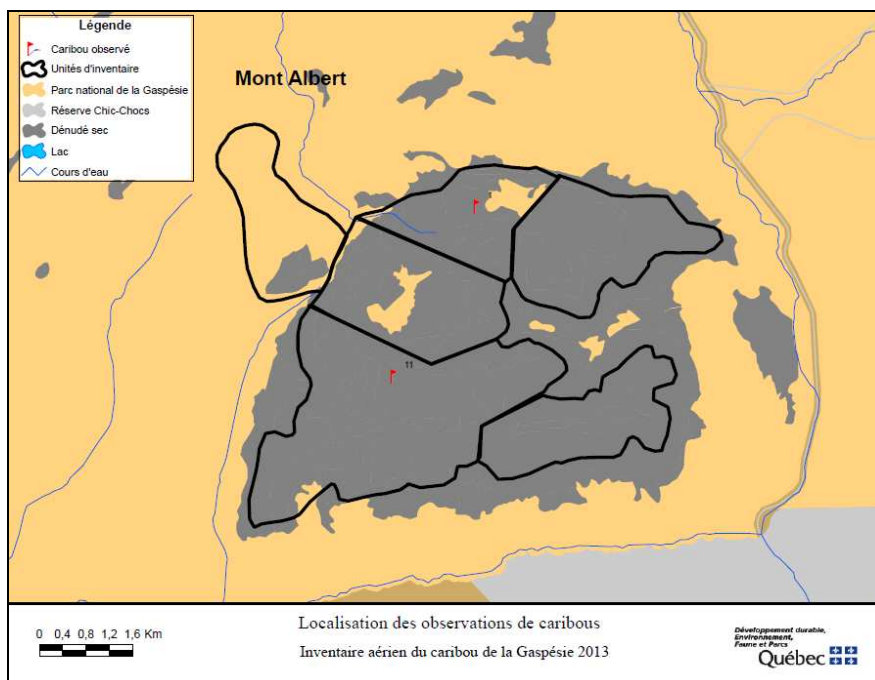 Légende
Caribou observé
Unités d'inventaire
Parc national de la Gaspésie
Réserve Chic-Chocs
Dénudé sec
Lac
Cours d'eau
Mont Albert
1
11
0 0,4 0,8 1,2 1,6 Km
Localisation des observations de caribous
Inventaire aérien du caribou de la Gaspésie 2013
Développement durable,
Environnement,
Faune et Parcs
Québec